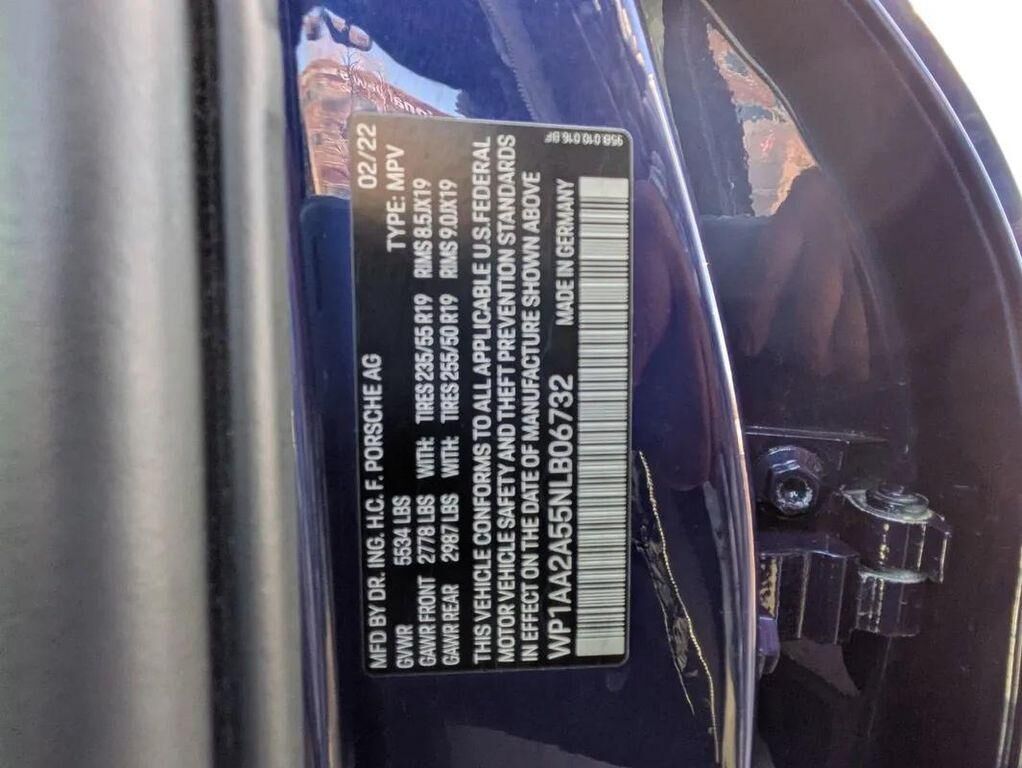 MFD BY DR. ING. H.C. F. PORSCHE AG 02/22
GVWR 5534 LBS TYPE: MPV
GAWR FRONT 2778 LBS WITH: TIRES 235/55 R19 RIMS 8.5JX19
GAWR REAR 2987 LBS WITH: TIRES 255/50 R19 RIMS 9.0JX19
THIS VEHICLE CONFORMS TO ALL APPLICABLE U.S. FEDERAL
MOTOR VEHICLE SAFETY AND THEFT PREVENTION STANDARDS
IN EFFECT ON THE DATE OF MANUFACTURE SHOWN ABOVE
WP1AA2A55NLB06732 MADE IN GERMANY
95B.010.016.BF